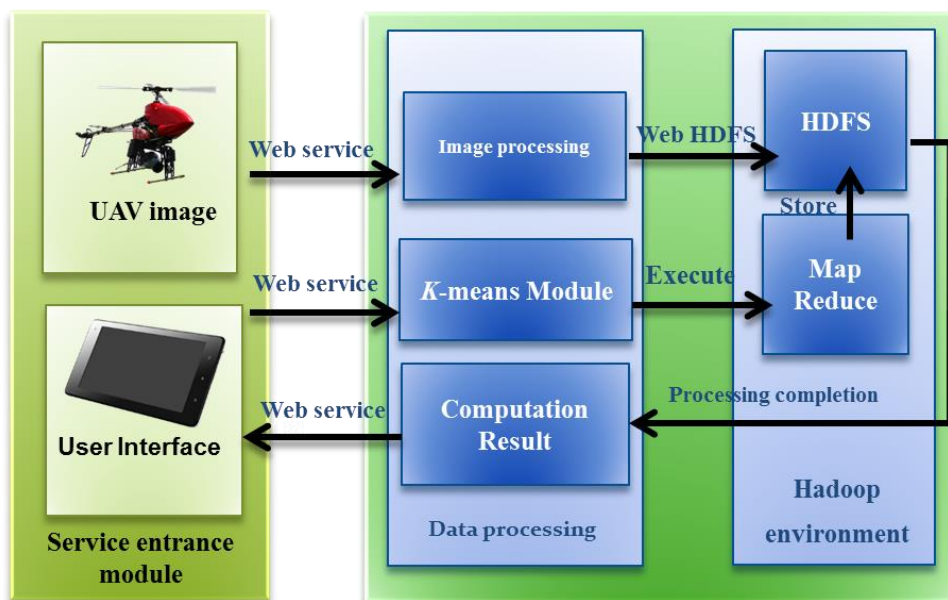 UAV image
Web service
Image processing
Web HDFS
HDFS
Store
Web service
K-means Module
Execute
Map
Reduce
User Interface
Web service
Computation
Result
Processing completion
Service entrance
module
Data processing
Hadoop
environment